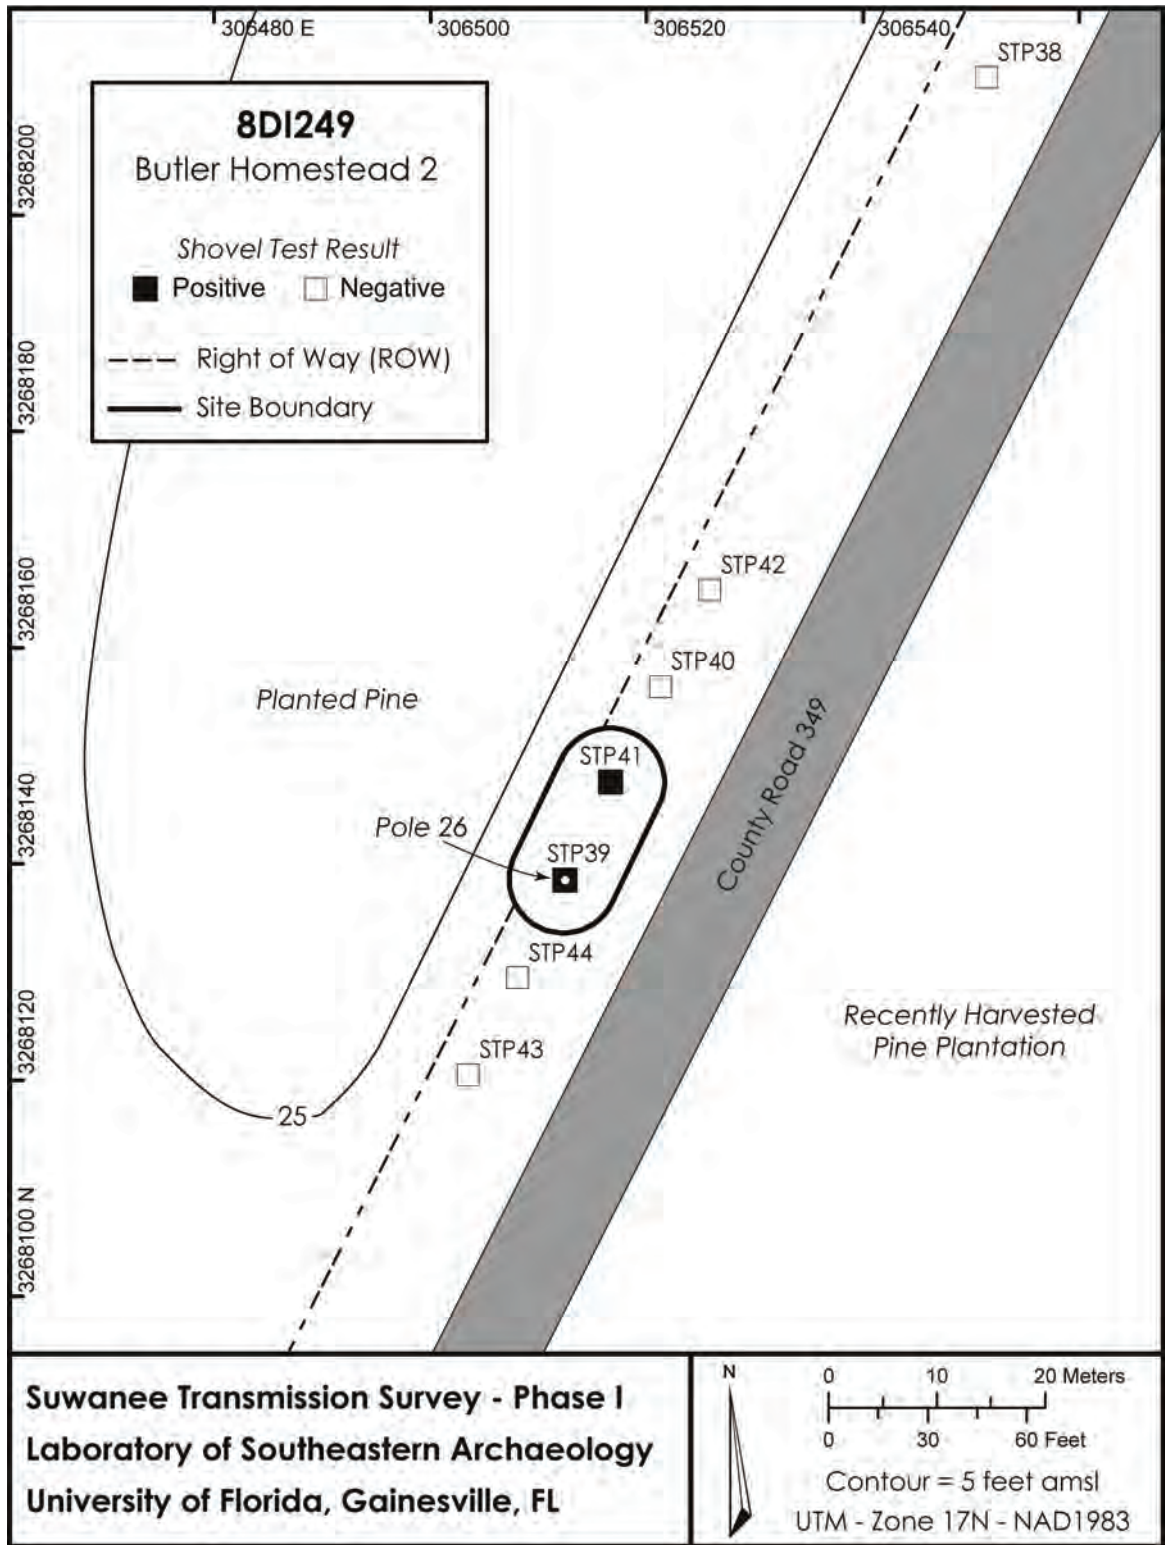 306480 E
306500
306520
306540
STP38
8DI249
Butler Homestead 2
Shovel Test Result
Positive
Negative
Right of Way (ROW)
Site Boundary
3268200
3268180
3268160
3268140
3268120
3268100 N
STP42
STP40
Planted Pine
STP41
County Road 349
Pole 26
STP39
STP44
Recently Harvested
Pine Plantation
STP43
25
Suwanee Transmission Survey - Phase I
Laboratory of Southeastern Archaeology
University of Florida, Gainesville, FL
N
0 10 20 Meters
0 30 60 Feet
Contour = 5 feet amsl
UTM - Zone 17N - NAD1983